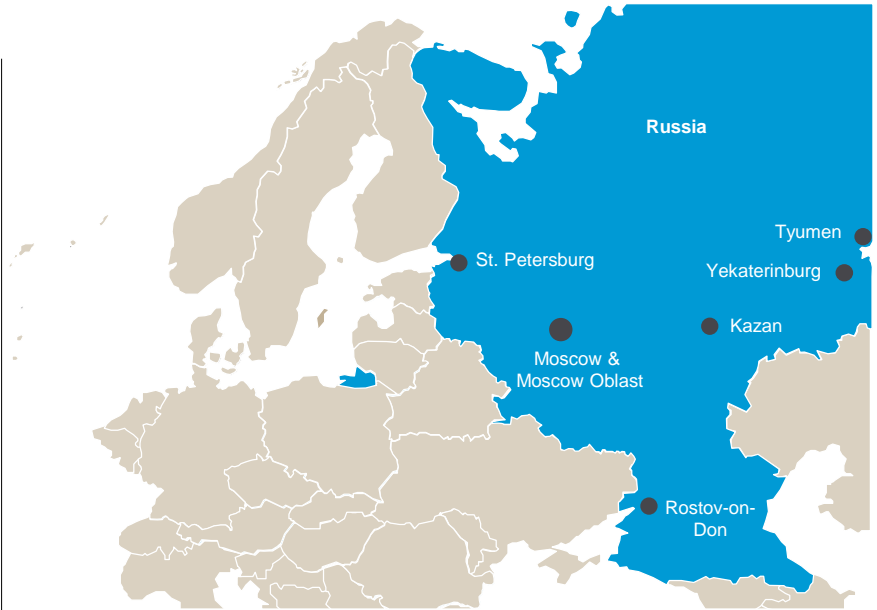 Russia
Tyumen
St. Petersburg
Yekaterinburg
Kazan
Moscow &
Moscow Oblast
Rostov-on-
Don